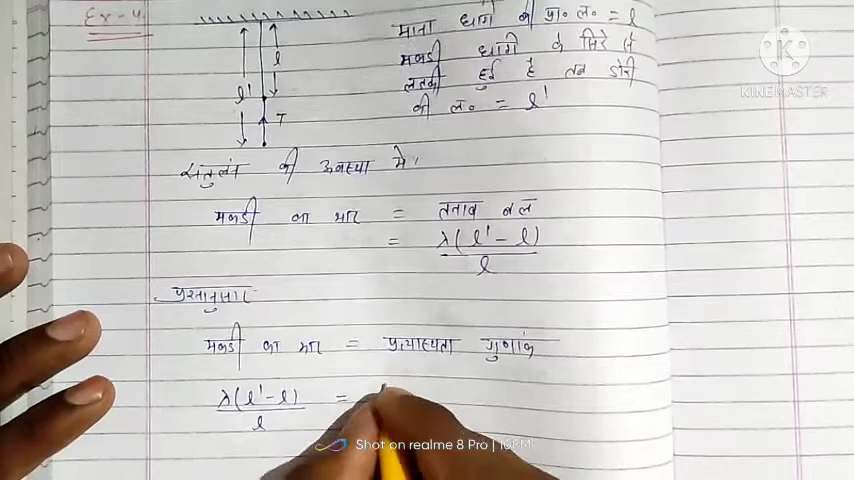 Ex-4
माना धागे की प्रा० ल० = l
मकडी धागे के सिरे से
लटकी हुई है तब डोरी
की ल० = l'
l
l'
T
संतुलन की अवस्था मे,
मकडी का भार = तनाव बल
= λ(l' - l)
l
प्रश्नानुसार
मकडी का भार = प्रत्यास्थता गुणांक
λ(l' - l) =
l
K
KINEMASTER
Shot on realme 8 Pro |